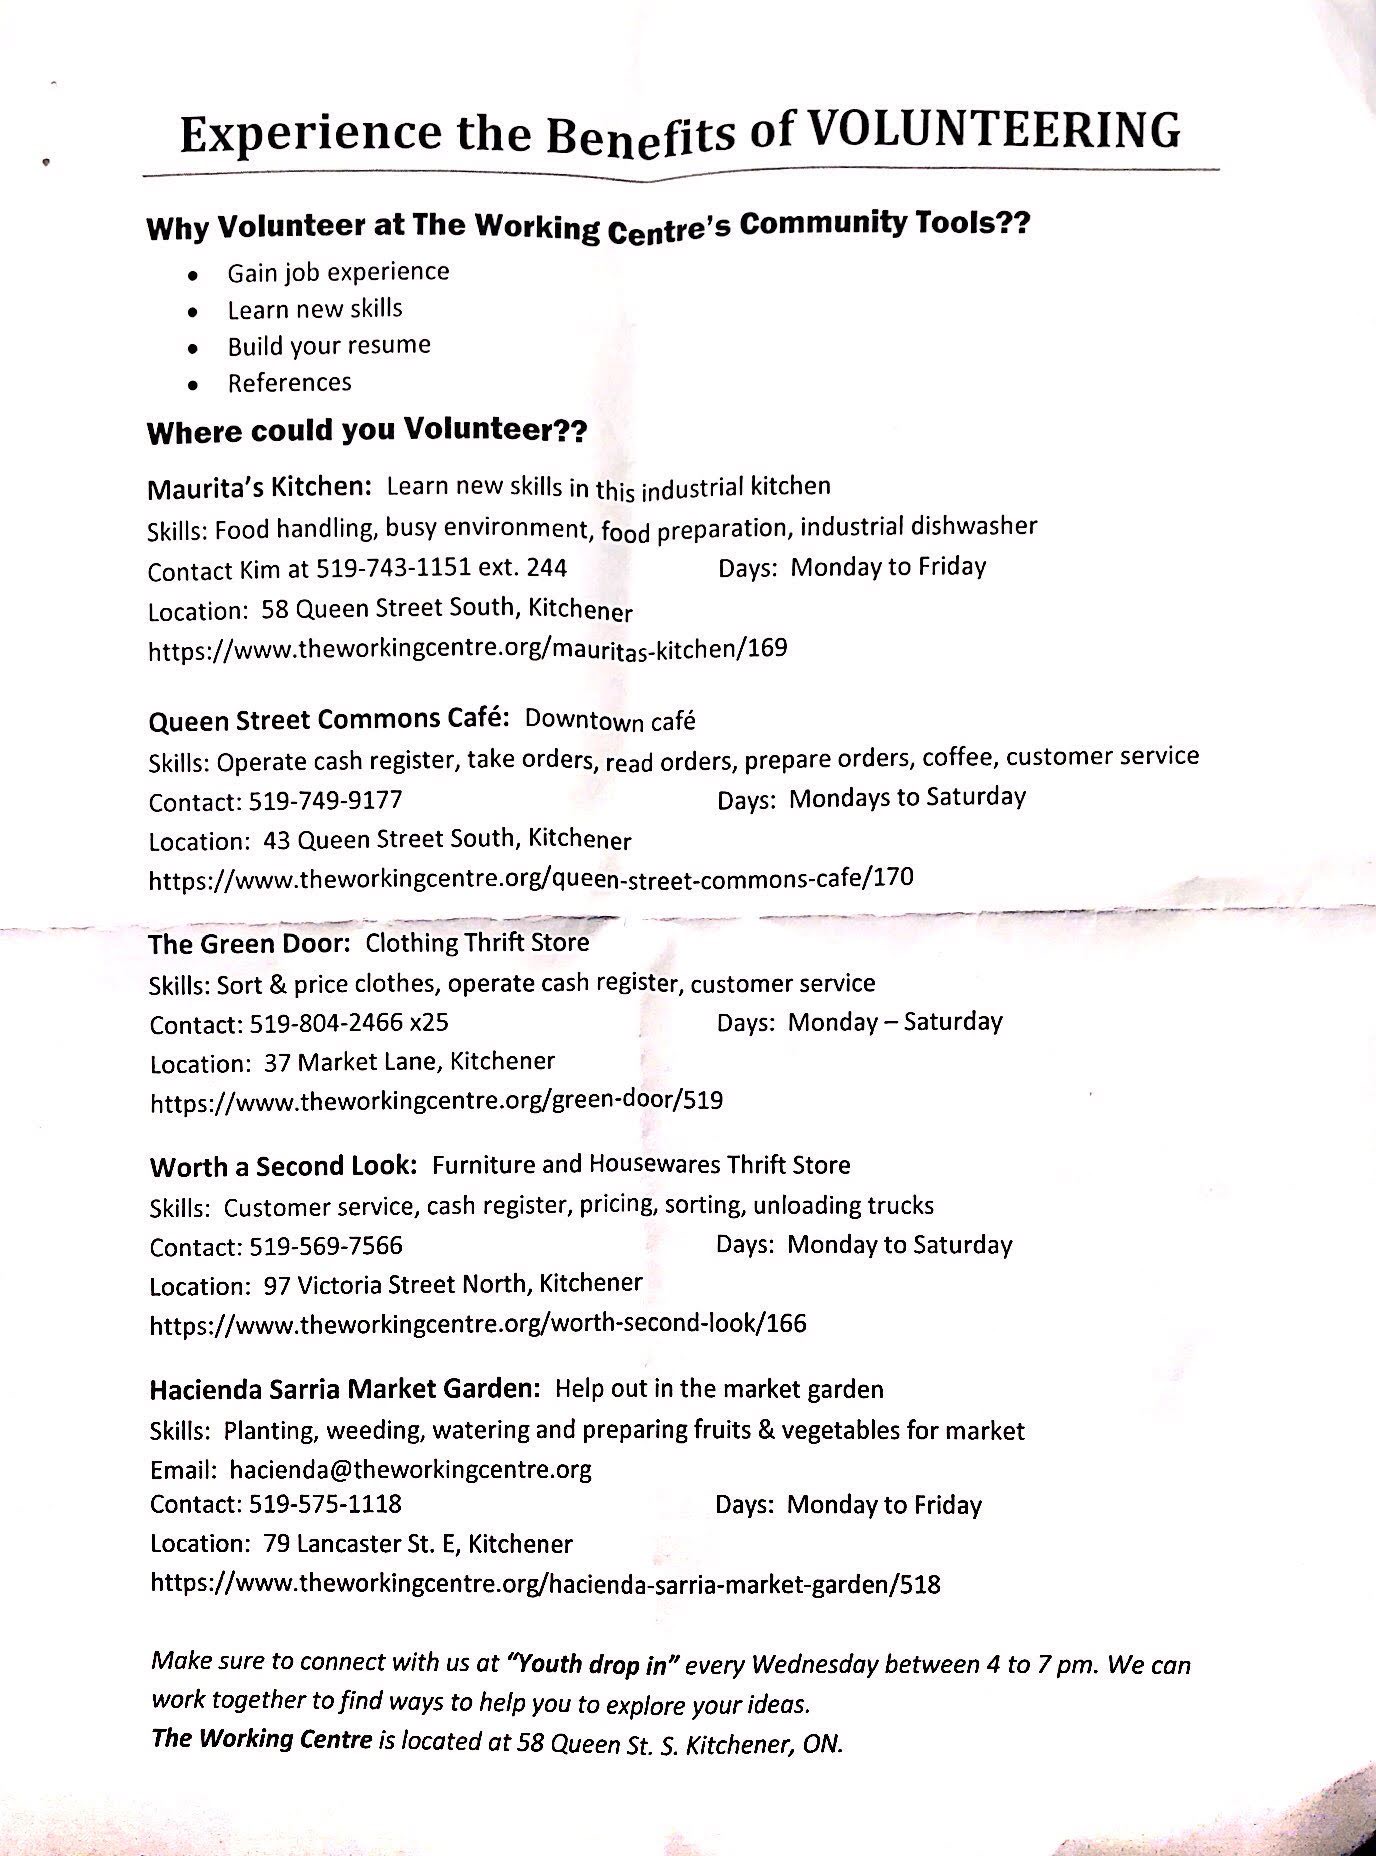 Experience the Benefits of VOLUNTEERING
Why Volunteer at The Working Centre's Community Tools??
• Gain job experience
• Learn new skills
• Build your resume
• References
Where could you Volunteer??
Maurita's Kitchen: Learn new skills in this industrial kitchen
Skills: Food handling, busy environment, food preparation, industrial dishwasher
Contact Kim at 519-743-1151 ext. 244 Days: Monday to Friday
Location: 58 Queen Street South, Kitchener
https://www.theworkingcentre.org/mauritas-kitchen/169
Queen Street Commons Café: Downtown café
Skills: Operate cash register, take orders, read orders, prepare orders, coffee, customer service
Contact: 519-749-9177 Days: Mondays to Saturday
Location: 43 Queen Street South, Kitchener
https://www.theworkingcentre.org/queen-street-commons-cafe/170
The Green Door: Clothing Thrift Store
Skills: Sort & price clothes, operate cash register, customer service
Contact: 519-804-2466 x25 Days: Monday – Saturday
Location: 37 Market Lane, Kitchener
https://www.theworkingcentre.org/green-door/519
Worth a Second Look: Furniture and Housewares Thrift Store
Skills: Customer service, cash register, pricing, sorting, unloading trucks
Contact: 519-569-7566 Days: Monday to Saturday
Location: 97 Victoria Street North, Kitchener
https://www.theworkingcentre.org/worth-second-look/166
Hacienda Sarria Market Garden: Help out in the market garden
Skills: Planting, weeding, watering and preparing fruits & vegetables for market
Email: hacienda@theworkingcentre.org
Contact: 519-575-1118 Days: Monday to Friday
Location: 79 Lancaster St. E, Kitchener
https://www.theworkingcentre.org/hacienda-sarria-market-garden/518
Make sure to connect with us at "Youth drop in" every Wednesday between 4 to 7 pm. We can
work together to find ways to help you to explore your ideas.
The Working Centre is located at 58 Queen St. S. Kitchener, ON.